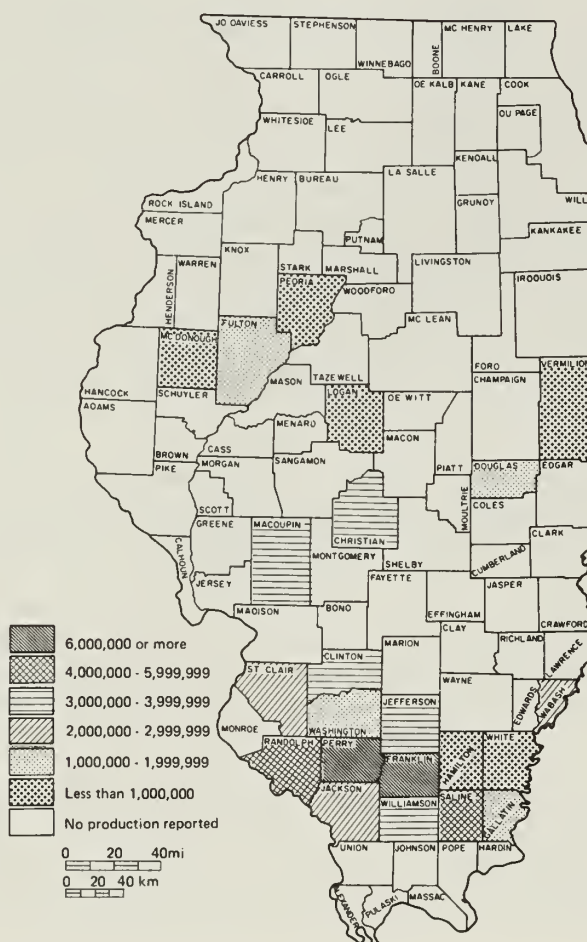 JO DAVIESS
STEPHENSON
WINNEBAGO
BOONE
MC HENRY
LAKE
CARROLL
OGLE
DE KALB
KANE
COOK
DU PAGE
WHITESIDE
LEE
KENDALL
LA SALLE
HENRY
BUREAU
GRUNDY
WILL
ROCK ISLAND
MERCER
PUTNAM
KANKAKEE
KNOX
WARREN
HENDERSON
STARK
MARSHALL
LIVINGSTON
PEORIA
WOODFORD
IROQUOIS
FULTON
MC DONOUGH
MC LEAN
FORD
VERMILION
HANCOCK
SCHUYLER
MASON
TAZEWELL
LOGAN
DE WITT
CHAMPAIGN
ADAMS
MENARD
MACON
BROWN
CASS
PIKE
MORGAN
SANGAMON
PIATT
DOUGLAS
EDGAR
SCOTT
MOULTRIE
COLES
GREENE
MACOUPIN
CHRISTIAN
CALHOUN
MONTGOMERY
SHELBY
CUMBERLAND
CLARK
JERSEY
FAYETTE
JASPER
MADISON
BOND
EFFINGHAM
CRAWFORD
CLAY
RICHLAND
LAWRENCE
MARION
CLINTON
ST CLAIR
WAYNE
EDWARDS
WABASH
JEFFERSON
MONROE
WASHINGTON
RANDOLPH
PERRY
FRANKLIN
HAMILTON
WHITE
JACKSON
WILLIAMSON
SALINE
GALLATIN
UNION
JOHNSON
POPE
HARDIN
ALEXANDER
PULASKI
MASSAC
6,000,000 or more
4,000,000 - 5,999,999
3,000,000 - 3,999,999
2,000,000 - 2,999,999
1,000,000 - 1,999,999
Less than 1,000,000
No production reported
0 20 40mi
0 20 40 km